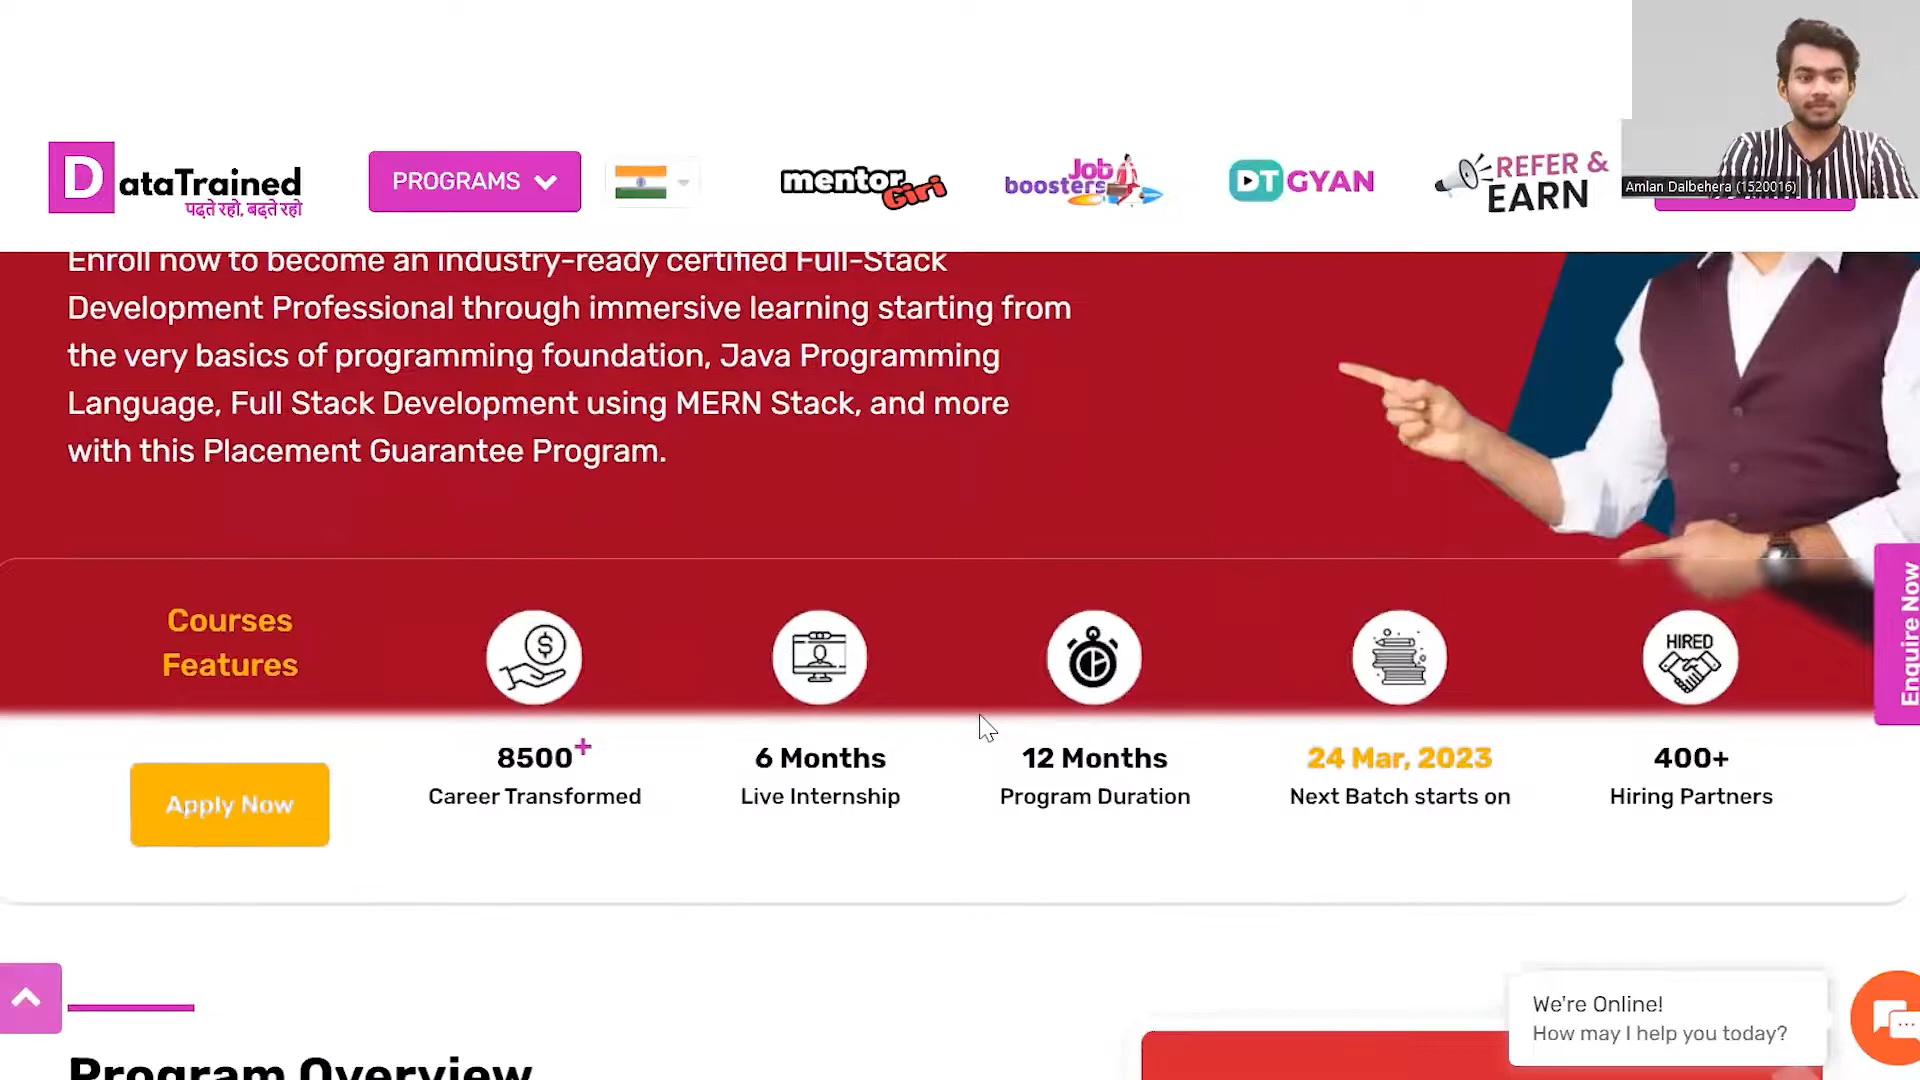 DataTrained
पढ़ते रहो, बढ़ते रहो
PROGRAMS
mentor Giri
Job boosters
DT GYAN
REFER & EARN
Amlan Dalbehera (1520016)
Enroll now to become an industry-ready certified Full-Stack
Development Professional through immersive learning starting from
the very basics of programming foundation, Java Programming
Language, Full Stack Development using MERN Stack, and more
with this Placement Guarantee Program.
Enquire Now
Courses
Features
HIRED
Apply Now
8500+
Career Transformed
6 Months
Live Internship
12 Months
Program Duration
24 Mar, 2023
Next Batch starts on
400+
Hiring Partners
We're Online!
How may I help you today?
Program Overview